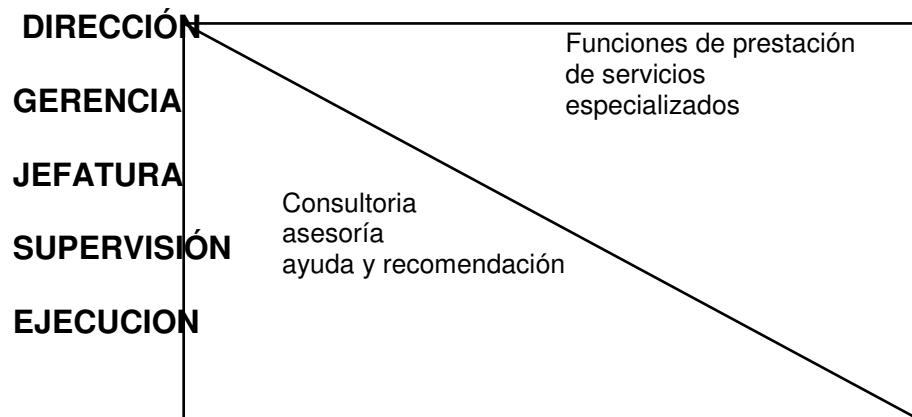 DIRECCIÓN
GERENCIA
JEFATURA
SUPERVISIÓN
EJECUCION
Funciones de prestación
de servicios
especializados
Consultoria
asesoría
ayuda y recomendación